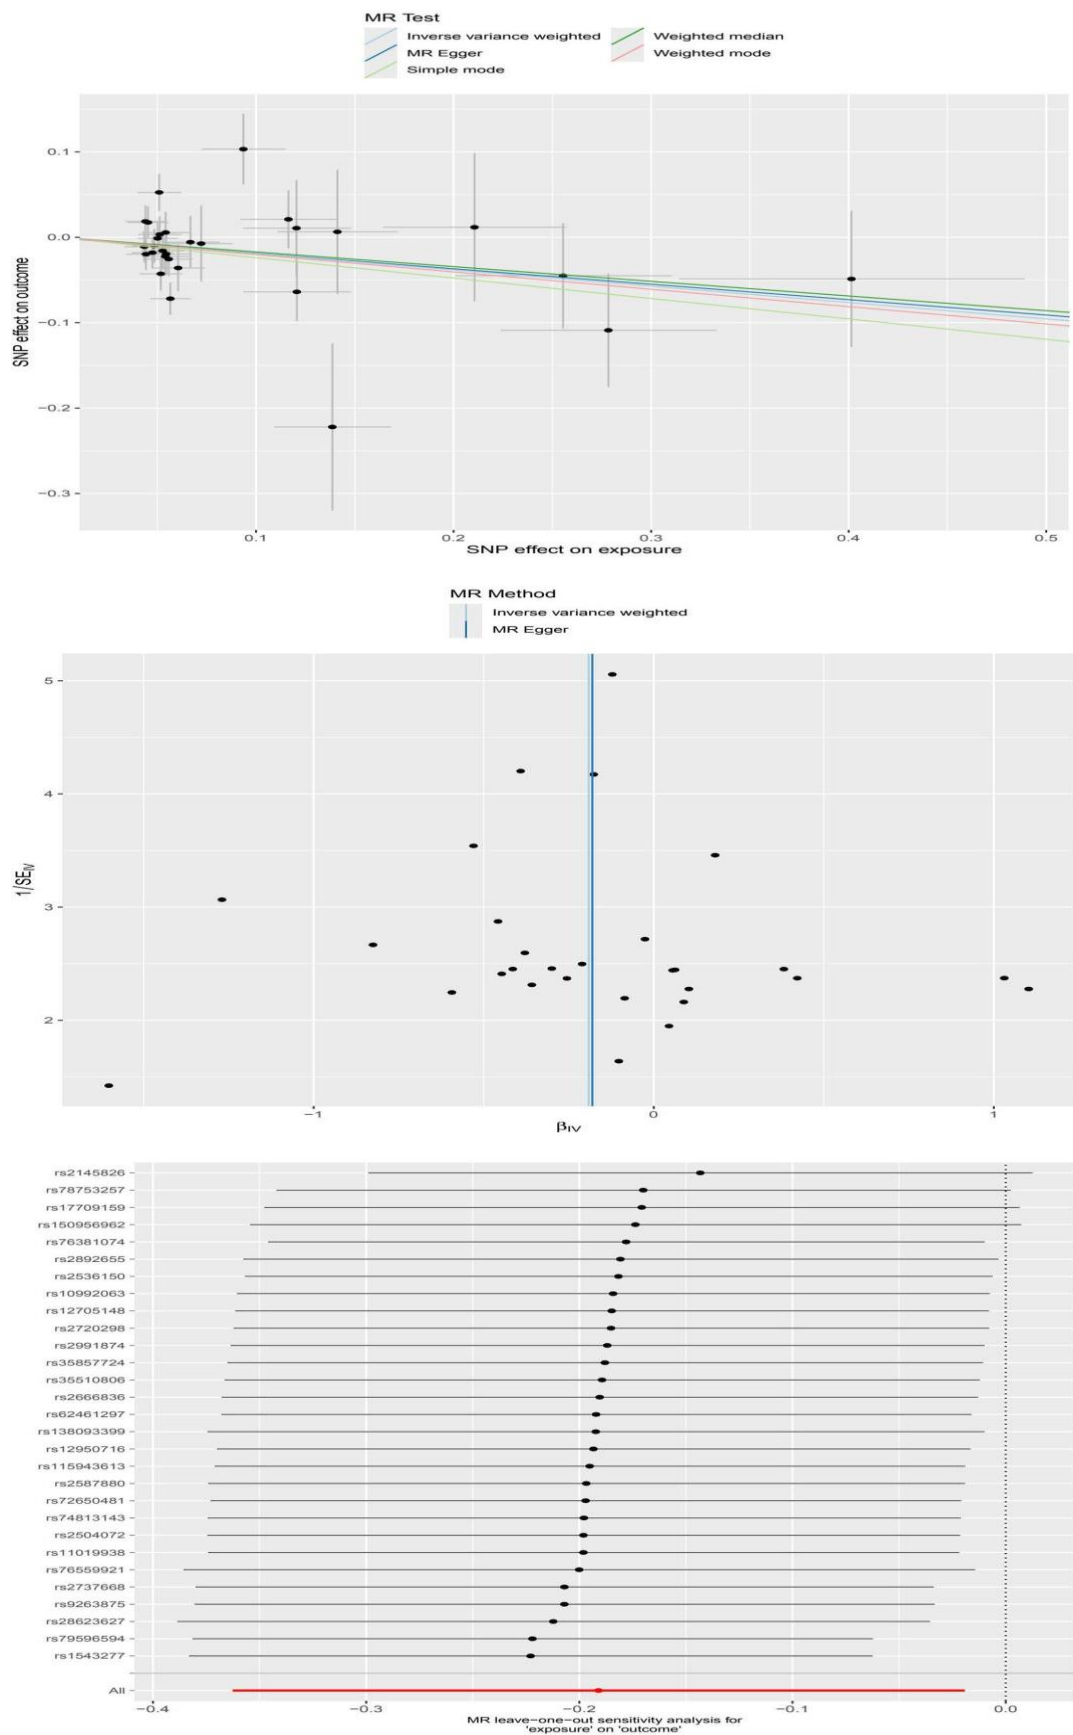 MR Test
Inverse variance weighted
Weighted median
MR Egger
Weighted mode
Simple mode
0.1
0.0
−0.1
−0.2
−0.3
SNP effect on outcome
0.1
0.2
0.3
0.4
0.5
SNP effect on exposure
MR Method
Inverse variance weighted
MR Egger
5
4
3
2
1/SE_IV
−1
0
1
β_IV
rs2145826
rs78753257
rs17709159
rs150956962
rs76381074
rs2892655
rs2536150
rs10992063
rs12705148
rs2720298
rs2991874
rs35857724
rs35510806
rs2666836
rs62461297
rs138093399
rs12950716
rs115943613
rs2587880
rs72650481
rs74813143
rs2504072
rs11019938
rs76559921
rs2737668
rs9263875
rs28623627
rs79596594
rs1543277
All
−0.4
−0.3
−0.2
−0.1
0.0
MR leave−one−out sensitivity analysis for
'exposure' on 'outcome'